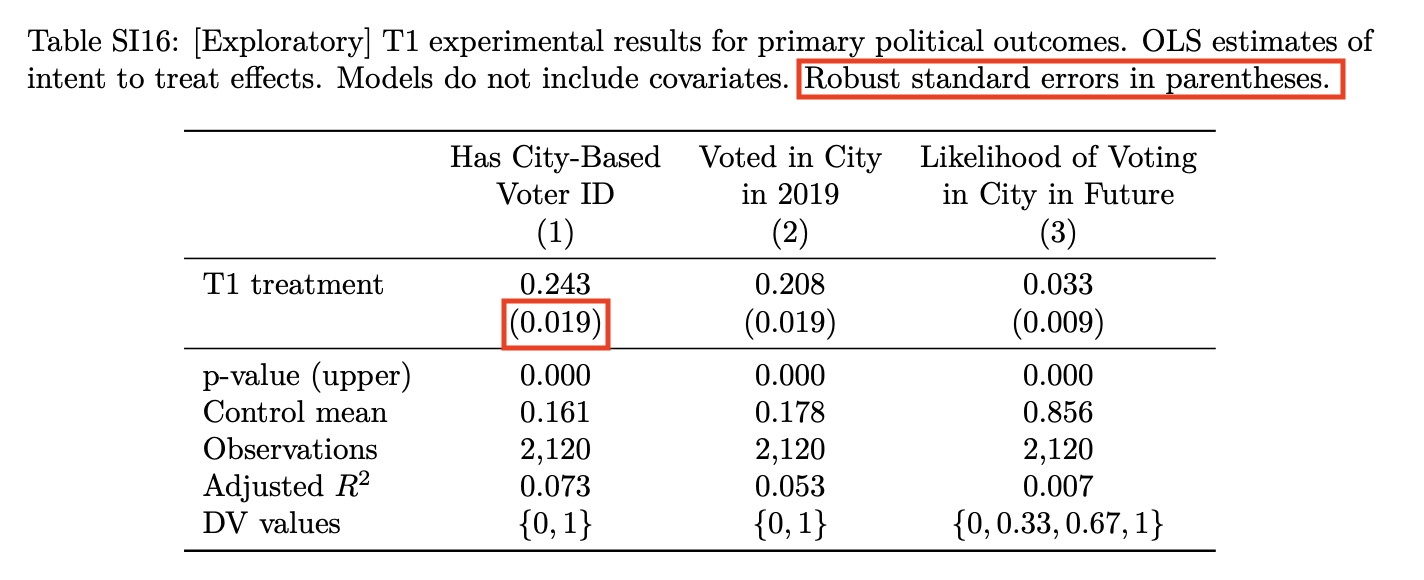 Table SI16: [Exploratory] T1 experimental results for primary political outcomes. OLS estimates of
intent to treat effects. Models do not include covariates. Robust standard errors in parentheses.
Has City-Based Voted in City Likelihood of Voting
Voter ID in 2019 in City in Future
(1) (2) (3)
T1 treatment 0.243 0.208 0.033
(0.019) (0.019) (0.009)
p-value (upper) 0.000 0.000 0.000
Control mean 0.161 0.178 0.856
Observations 2,120 2,120 2,120
Adjusted R² 0.073 0.053 0.007
DV values {0, 1} {0, 1} {0, 0.33, 0.67, 1}